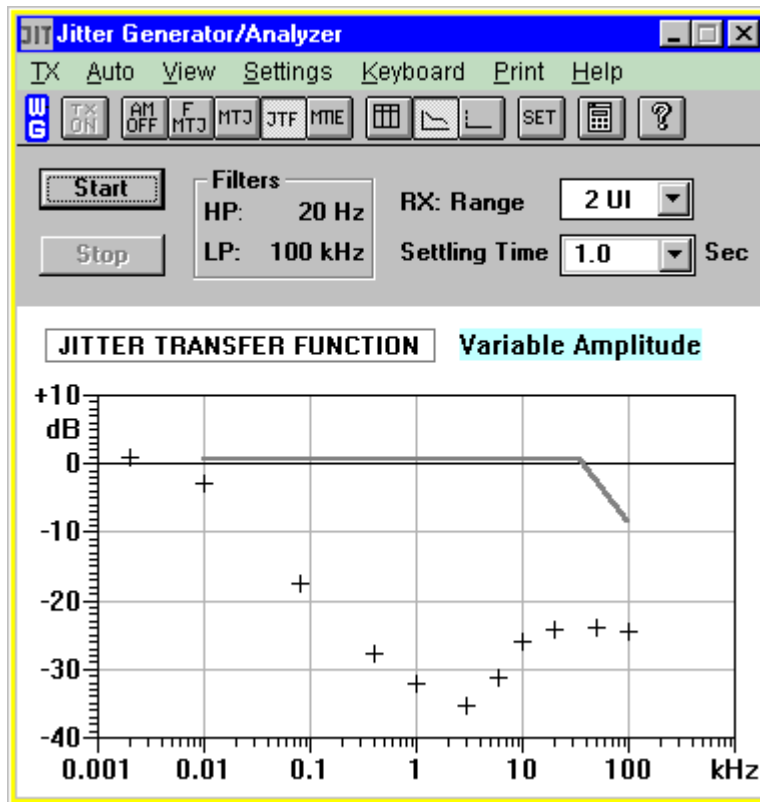 JIT Jitter Generator/Analyzer
TX Auto View Settings Keyboard Print Help
WG TX ON AM OFF F MTJ MTJ JTF MTIE SET ?
Start
Stop
Filters
HP: 20 Hz
LP: 100 kHz
RX: Range 2 UI
Settling Time 1.0 Sec
JITTER TRANSFER FUNCTION Variable Amplitude
+10
dB
0
-10
-20
-30
-40
0.001 0.01 0.1 1 10 100 kHz